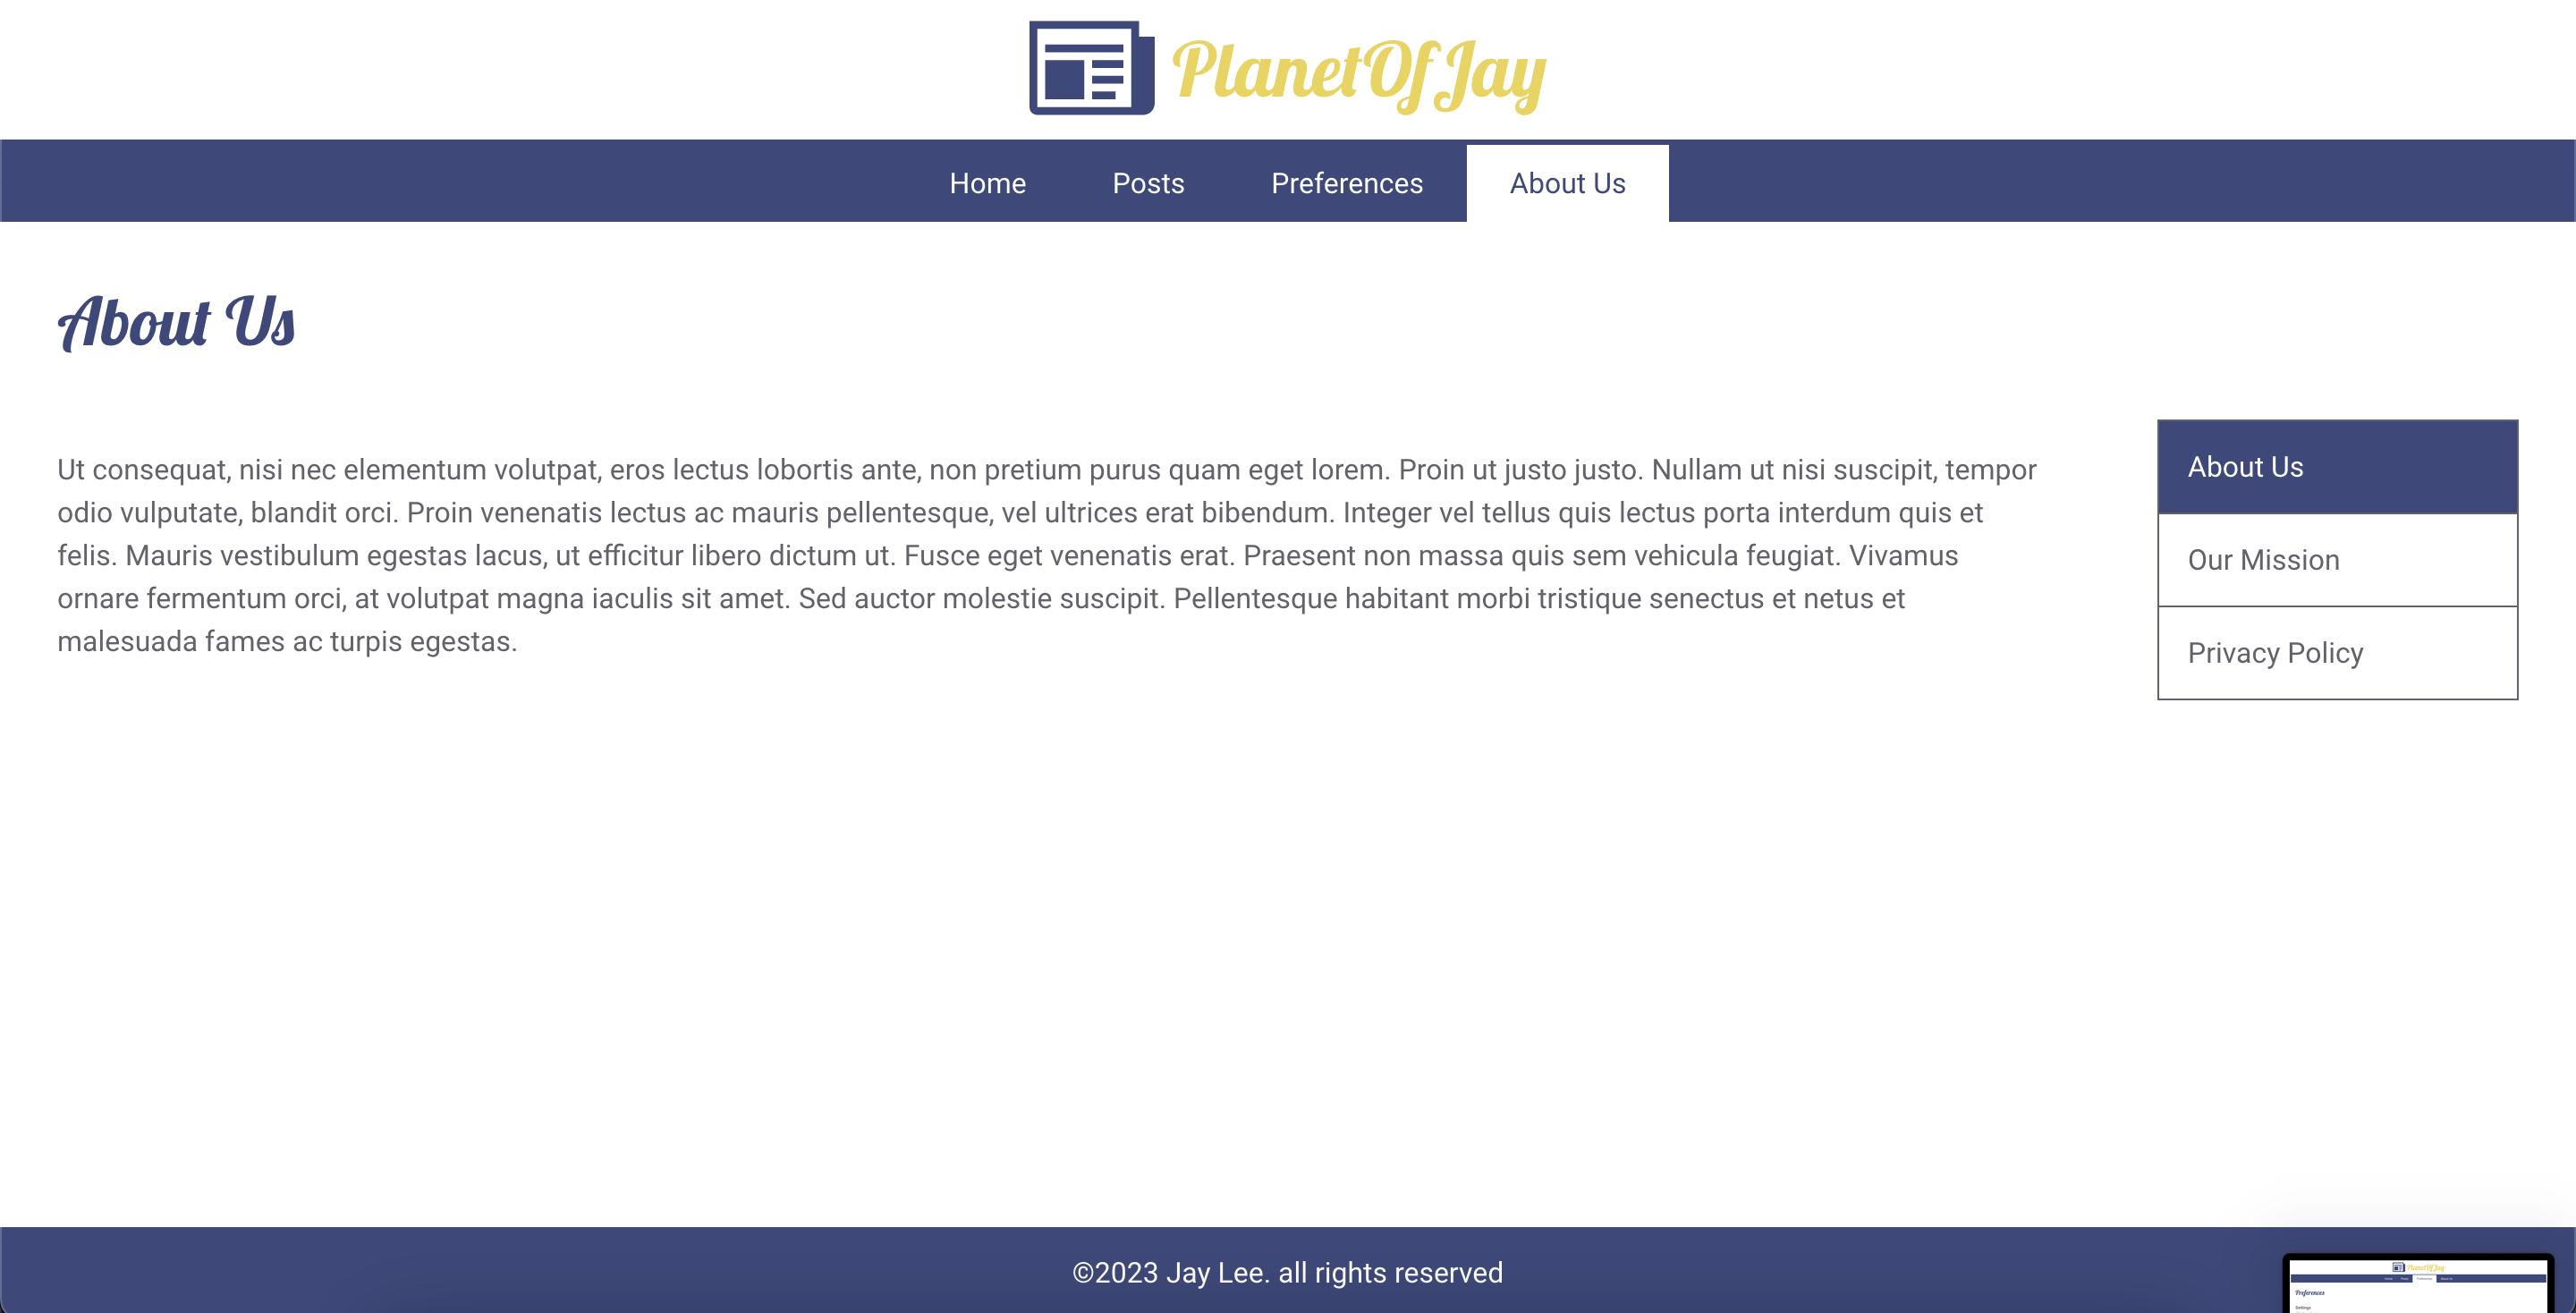 PlanetOfJay
Home Posts Preferences About Us
About Us
Ut consequat, nisi nec elementum volutpat, eros lectus lobortis ante, non pretium purus quam eget lorem. Proin ut justo justo. Nullam ut nisi suscipit, tempor
odio vulputate, blandit orci. Proin venenatis lectus ac mauris pellentesque, vel ultrices erat bibendum. Integer vel tellus quis lectus porta interdum quis et
felis. Mauris vestibulum egestas lacus, ut efficitur libero dictum ut. Fusce eget venenatis erat. Praesent non massa quis sem vehicula feugiat. Vivamus
ornare fermentum orci, at volutpat magna iaculis sit amet. Sed auctor molestie suscipit. Pellentesque habitant morbi tristique senectus et netus et
malesuada fames ac turpis egestas.
About Us
Our Mission
Privacy Policy
©2023 Jay Lee. all rights reserved
PlanetOfJay
Preferences
Settings